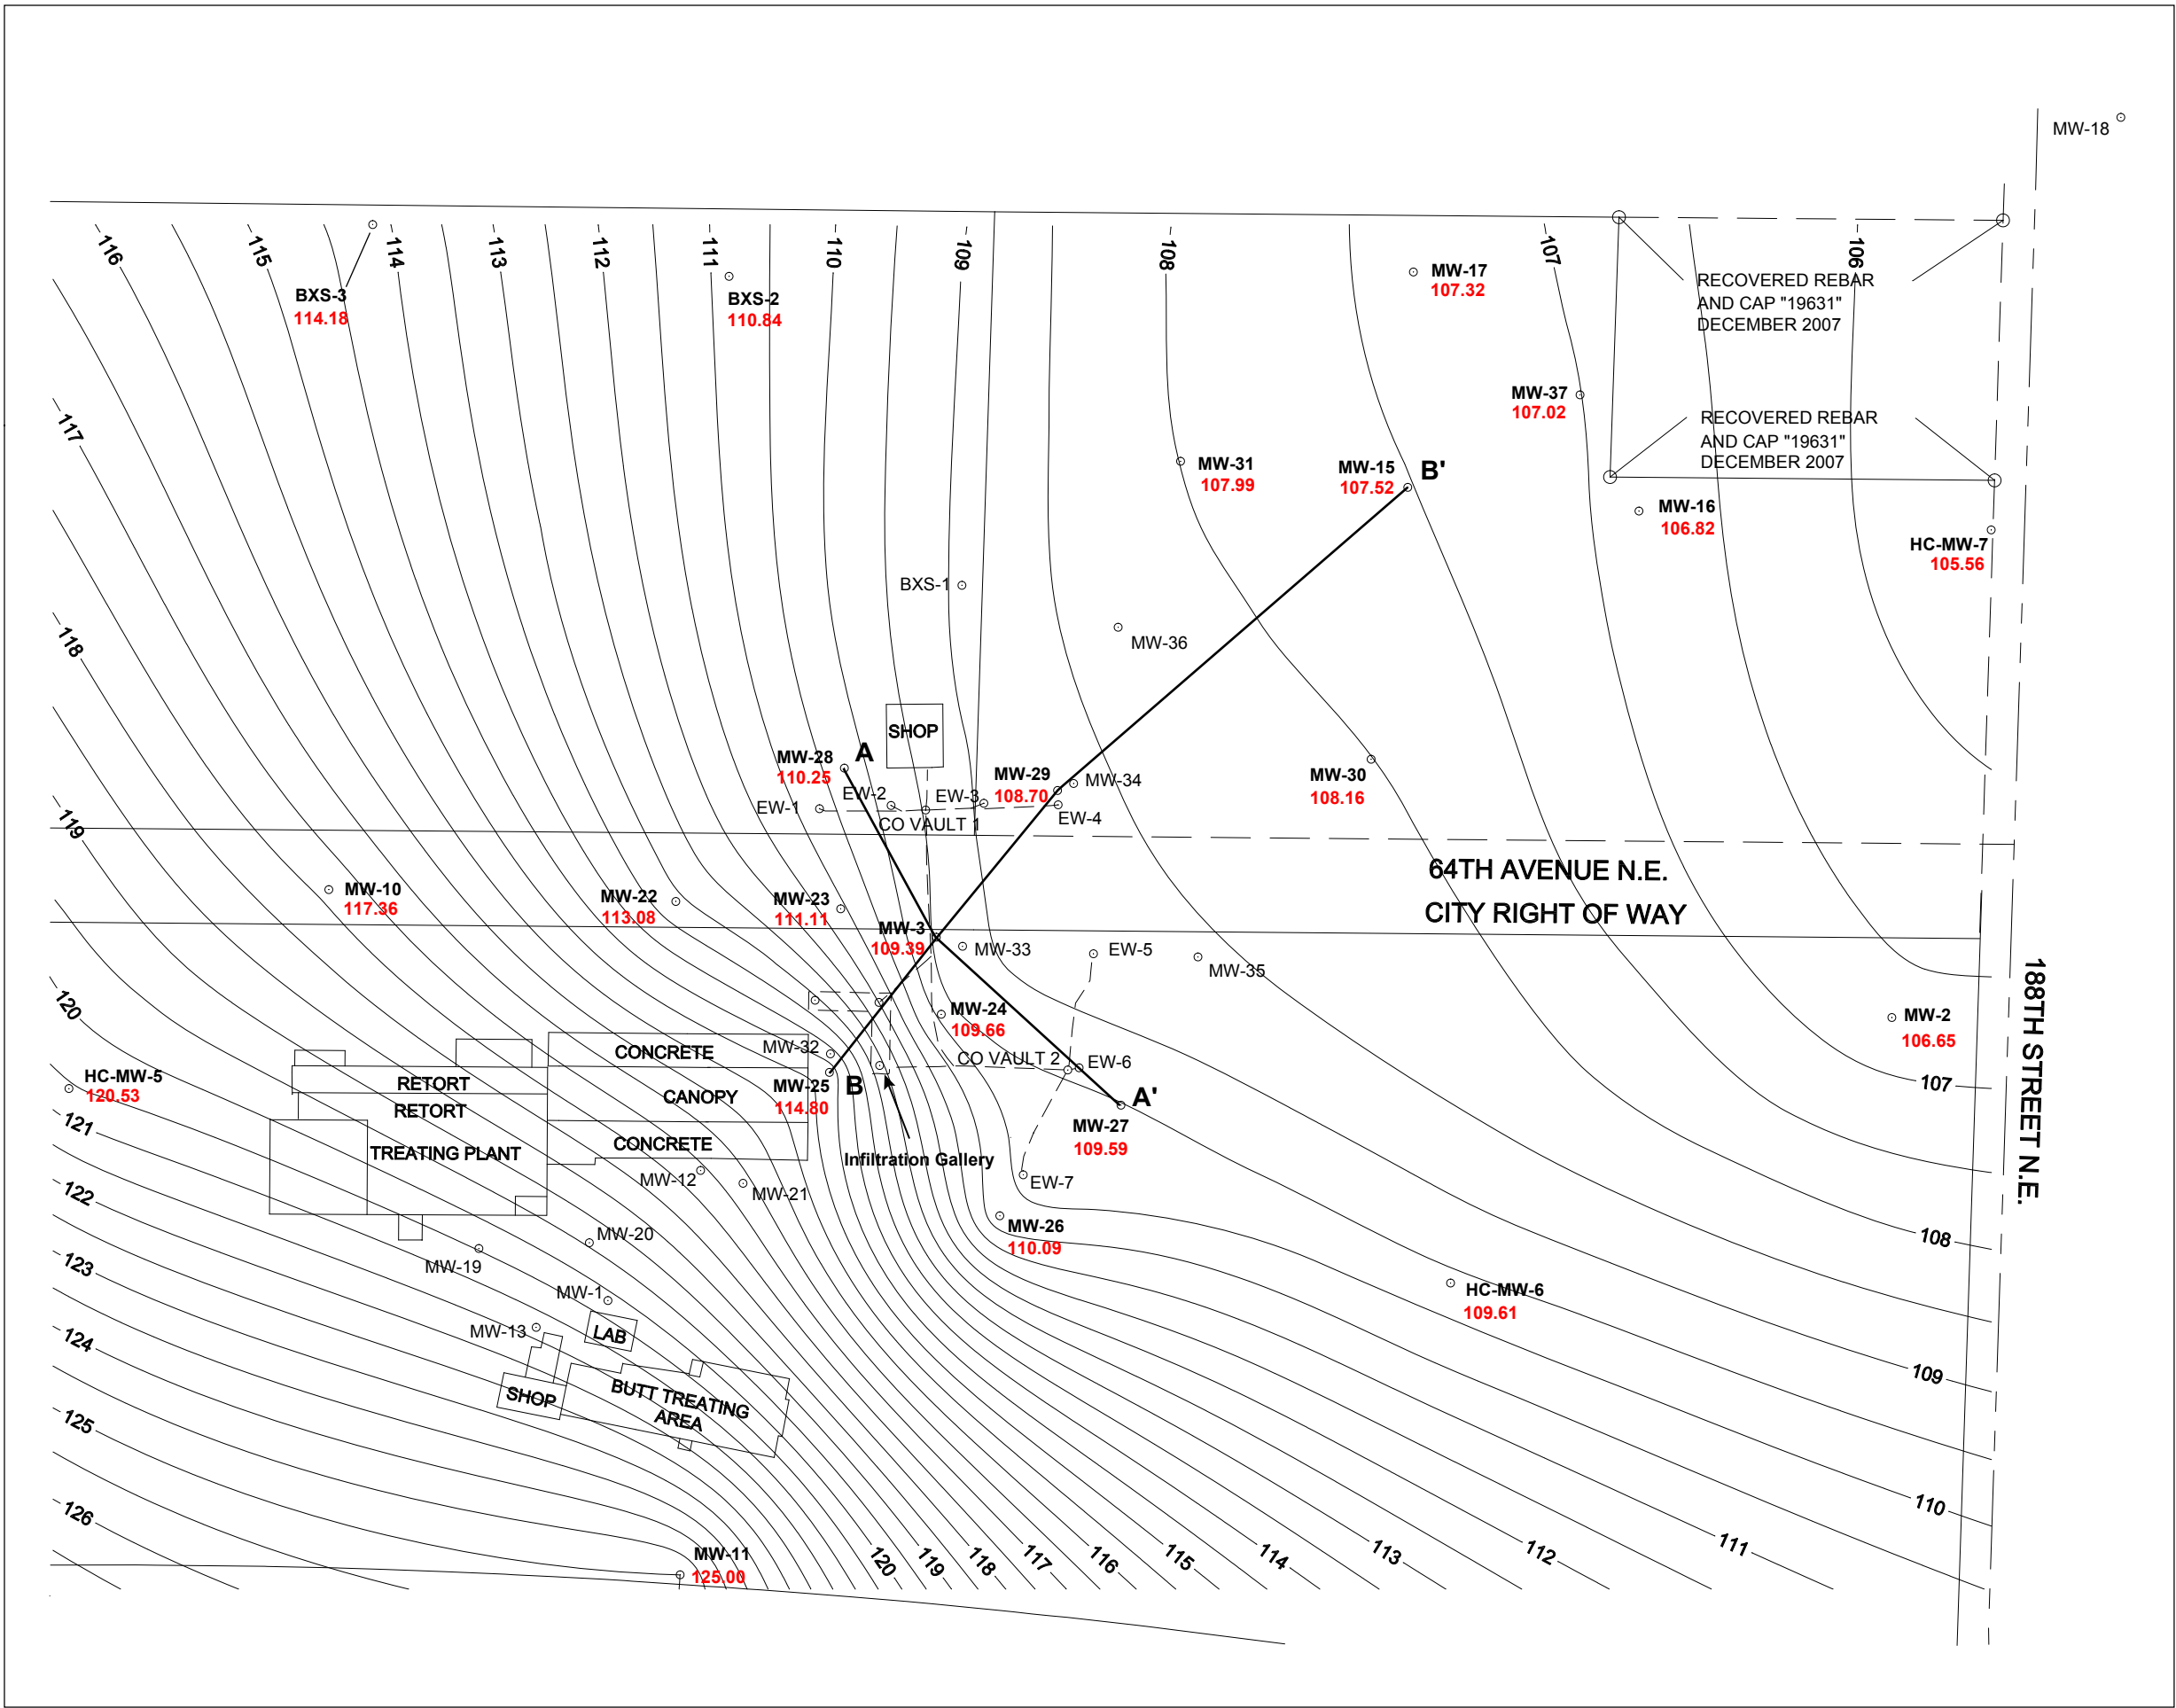 MW-18
116
115
114
113
112
111
110
109
108
107
106
BXS-3
114.18
BXS-2
110.84
MW-17
107.32
RECOVERED REBAR
AND CAP "19631"
DECEMBER 2007
MW-37
107.02
RECOVERED REBAR
AND CAP "19631"
DECEMBER 2007
117
MW-31
107.99
MW-15
107.52
B'
MW-16
106.82
HC-MW-7
105.56
BXS-1
118
MW-36
SHOP
MW-28
110.25
A
MW-29
108.70
MW-34
MW-30
108.16
EW-1
EW-2
EW-3
EW-4
CO VAULT 1
119
64TH AVENUE N.E.
CITY RIGHT OF WAY
MW-10
117.36
MW-22
113.08
MW-23
111.11
MW-3
109.39
MW-33
EW-5
MW-35
188TH STREET N.E.
120
MW-24
109.66
MW-2
106.65
CONCRETE
MW-32
CO VAULT 2
EW-6
HC-MW-5
120.53
RETORT
RETORT
CANOPY
MW-25
114.80
B
A'
107
121
MW-27
109.59
CONCRETE
TREATING PLANT
Infiltration Gallery
MW-12
MW-21
EW-7
122
MW-20
MW-26
110.09
108
123
MW-19
MW-1
HC-MW-6
109.61
LAB
MW-13
124
109
SHOP
BUTT TREATING
AREA
125
110
126
MW-11
125.00
120
119
118
117
116
115
114
113
112
111